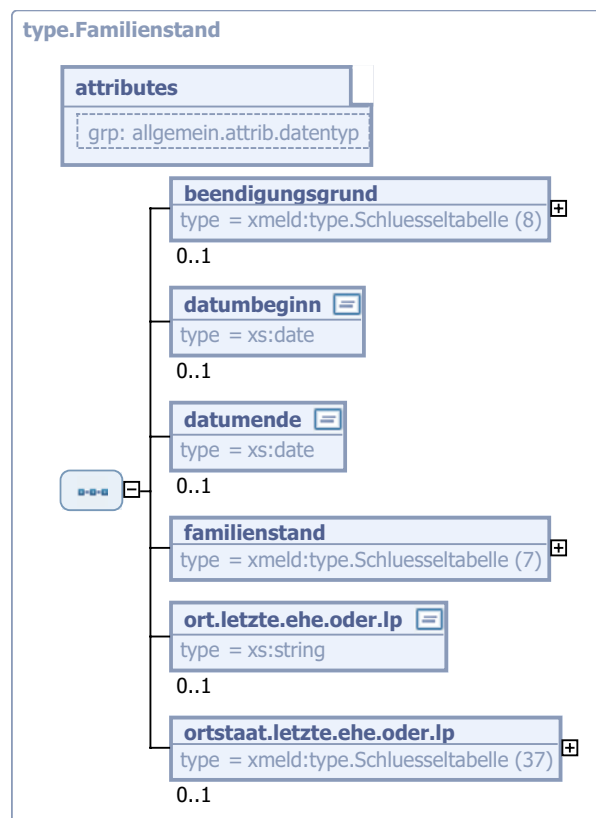 type.Familienstand
attributes
grp: allgemein.attrib.datentyp
beendigungsgrund
type = xmeld:type.Schluesseltabelle (8)
0..1
datumbeginn
type = xs:date
0..1
datumende
type = xs:date
0..1
familienstand
type = xmeld:type.Schluesseltabelle (7)
ort.letzte.ehe.oder.lp
type = xs:string
0..1
ortstaat.letzte.ehe.oder.lp
type = xmeld:type.Schluesseltabelle (37)
0..1